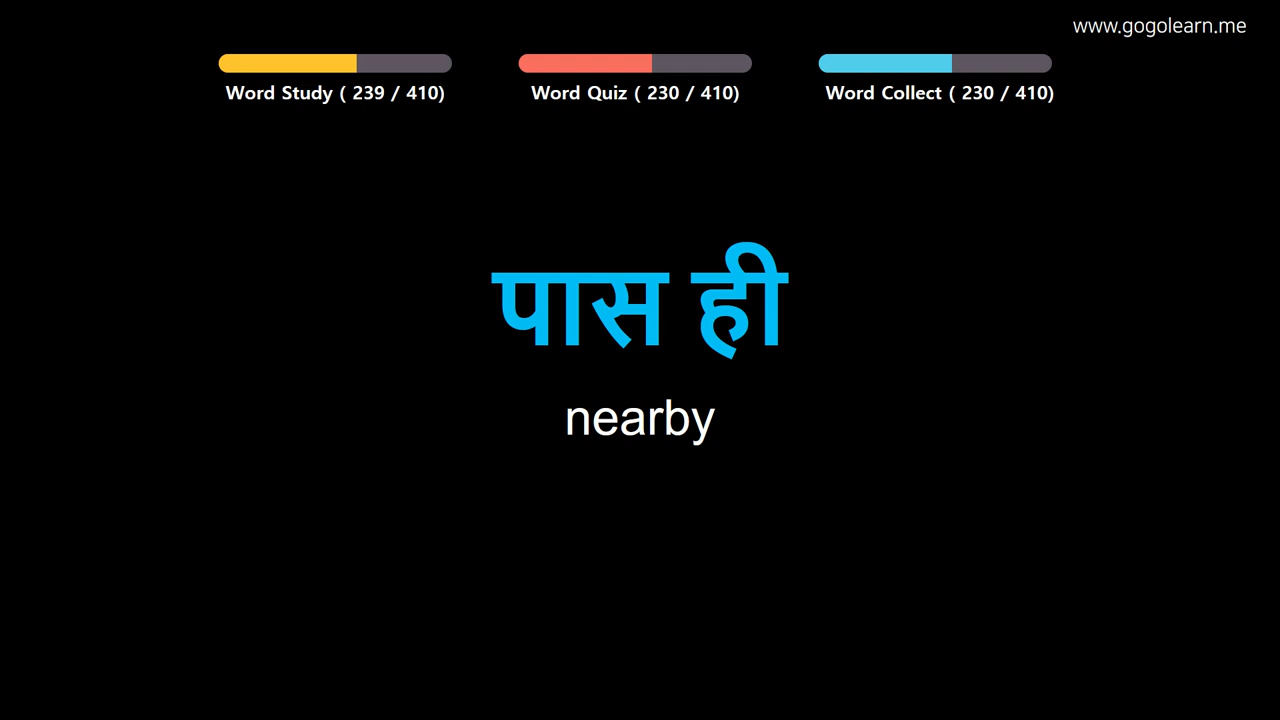 www.gogolearn.me
Word Study ( 239 / 410)
Word Quiz ( 230 / 410)
Word Collect ( 230 / 410)
पास ही
nearby